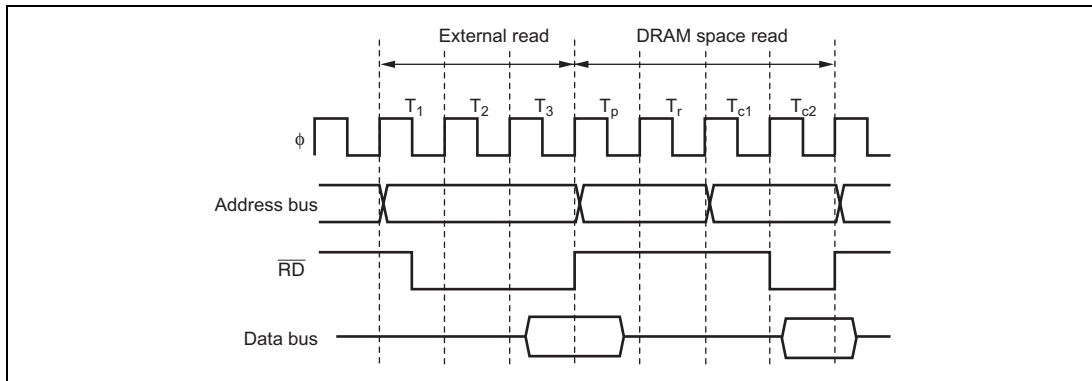 External read DRAM space read
T1 T2 T3 Tp Tr Tc1 Tc2
ϕ
Address bus
RD
Data bus